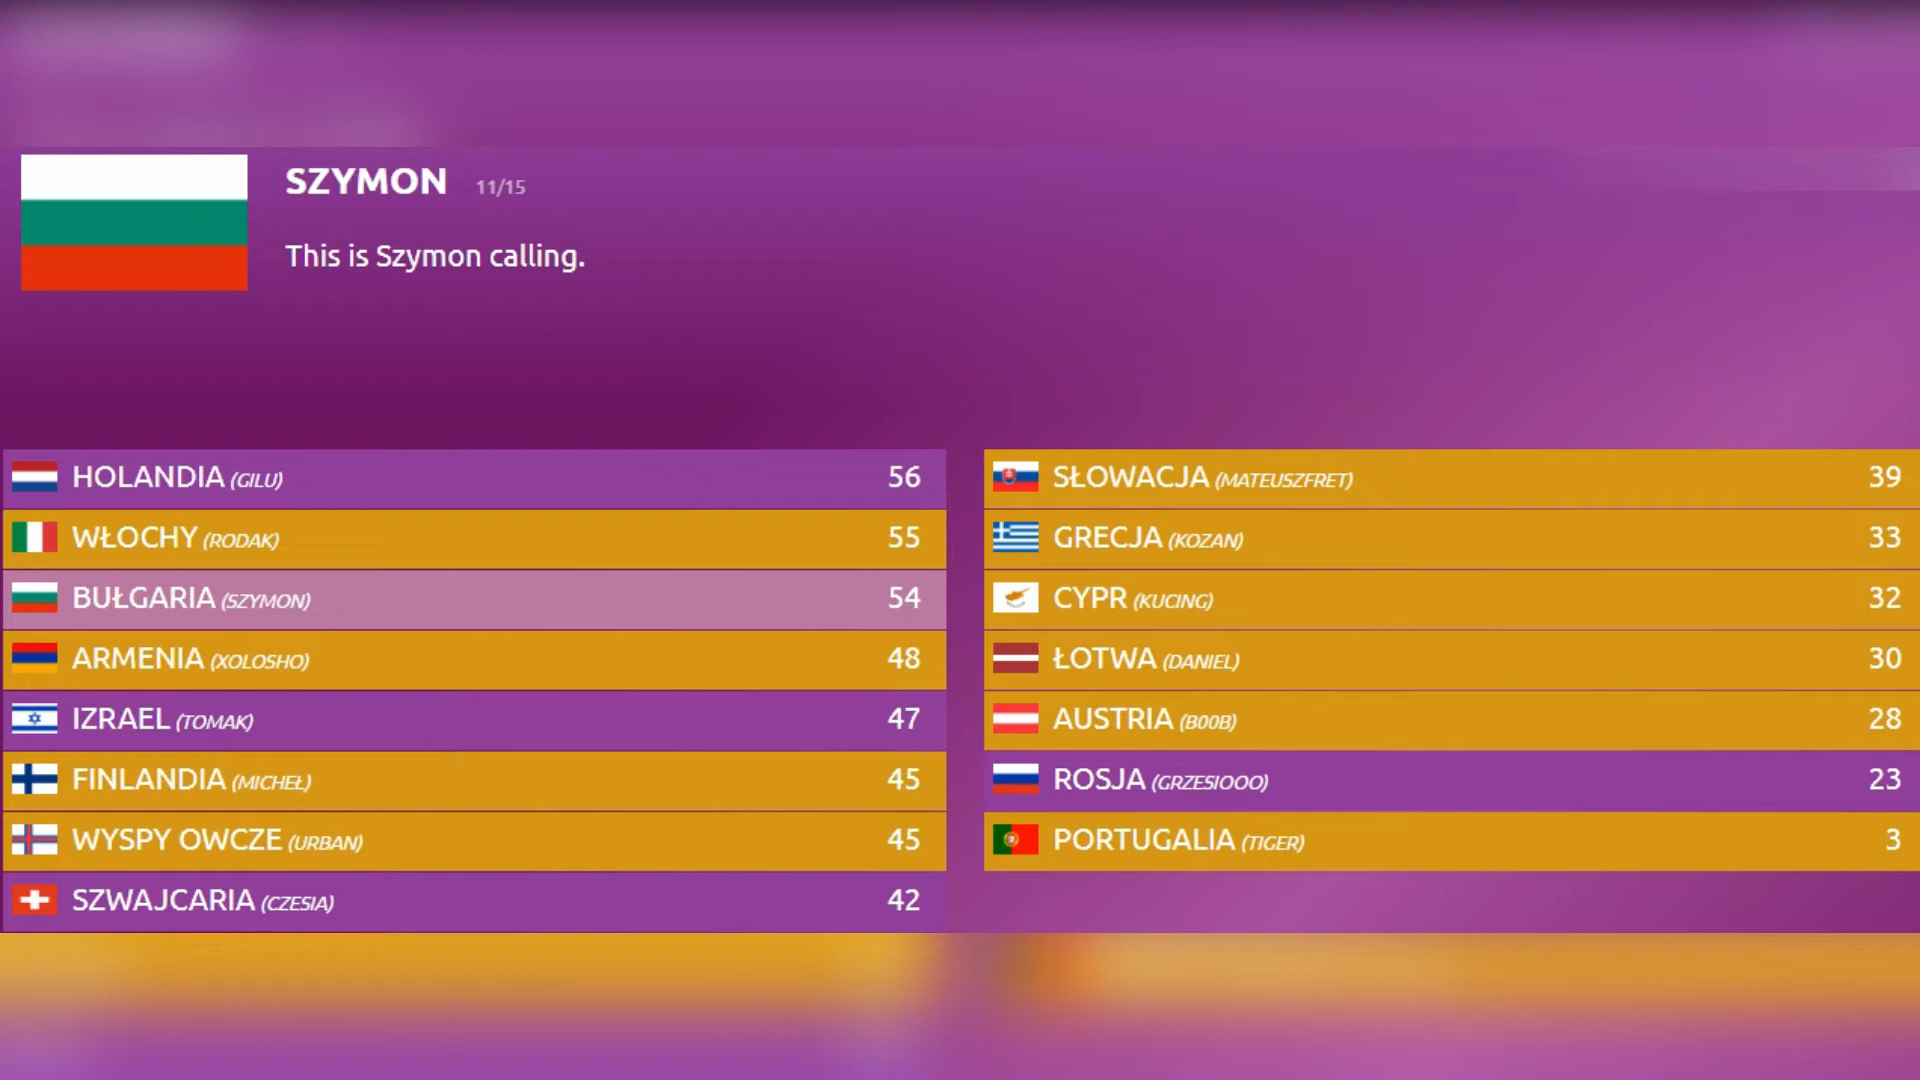 SZYMON 11/15
This is Szymon calling.
HOLANDIA (GILU) 56
WŁOCHY (RODAK) 55
BUŁGARIA (SZYMON) 54
ARMENIA (XOLOSHO) 48
IZRAEL (TOMAK) 47
FINLANDIA (MICHEŁ) 45
WYSPY OWCZE (URBAN) 45
SZWAJCARIA (CZESIA) 42
SŁOWACJA (MATEUSZFRET) 39
GRECJA (KOZAN) 33
CYPR (KUCING) 32
ŁOTWA (DANIEL) 30
AUSTRIA (B00B) 28
ROSJA (GRZESIOOO) 23
PORTUGALIA (TIGER) 3